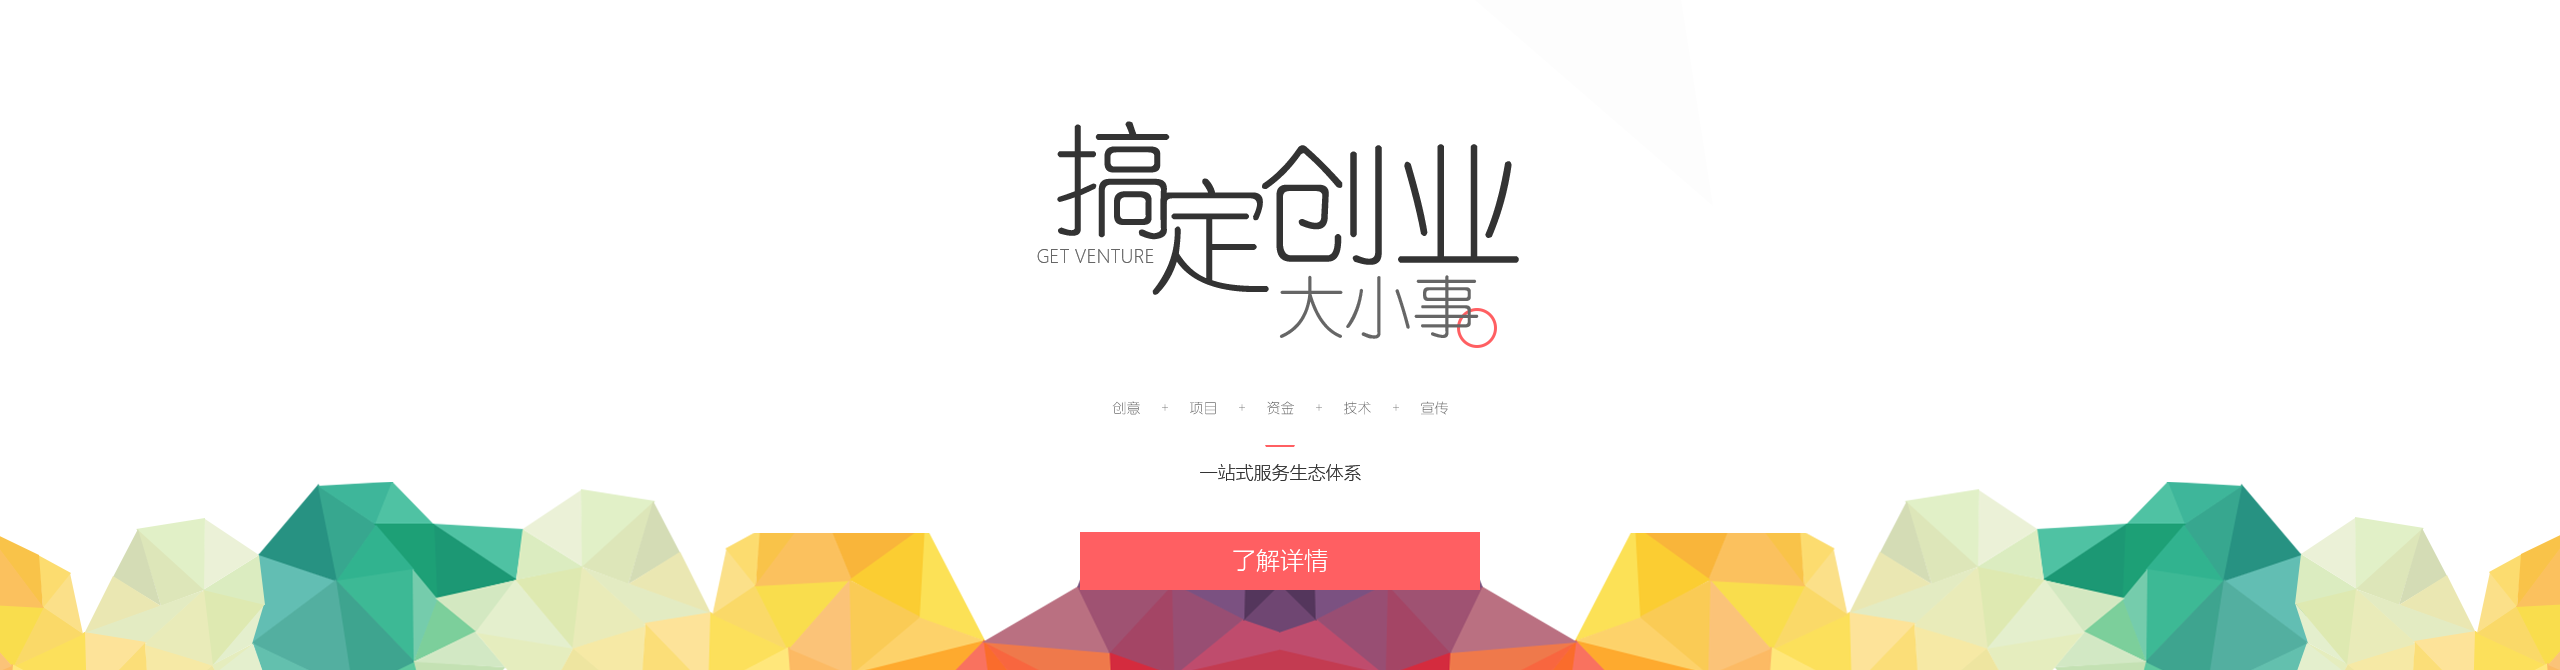 搞定创业
GET VENTURE
大小事
创意 + 项目 + 资金 + 技术 + 宣传
一站式服务生态体系
了解详情